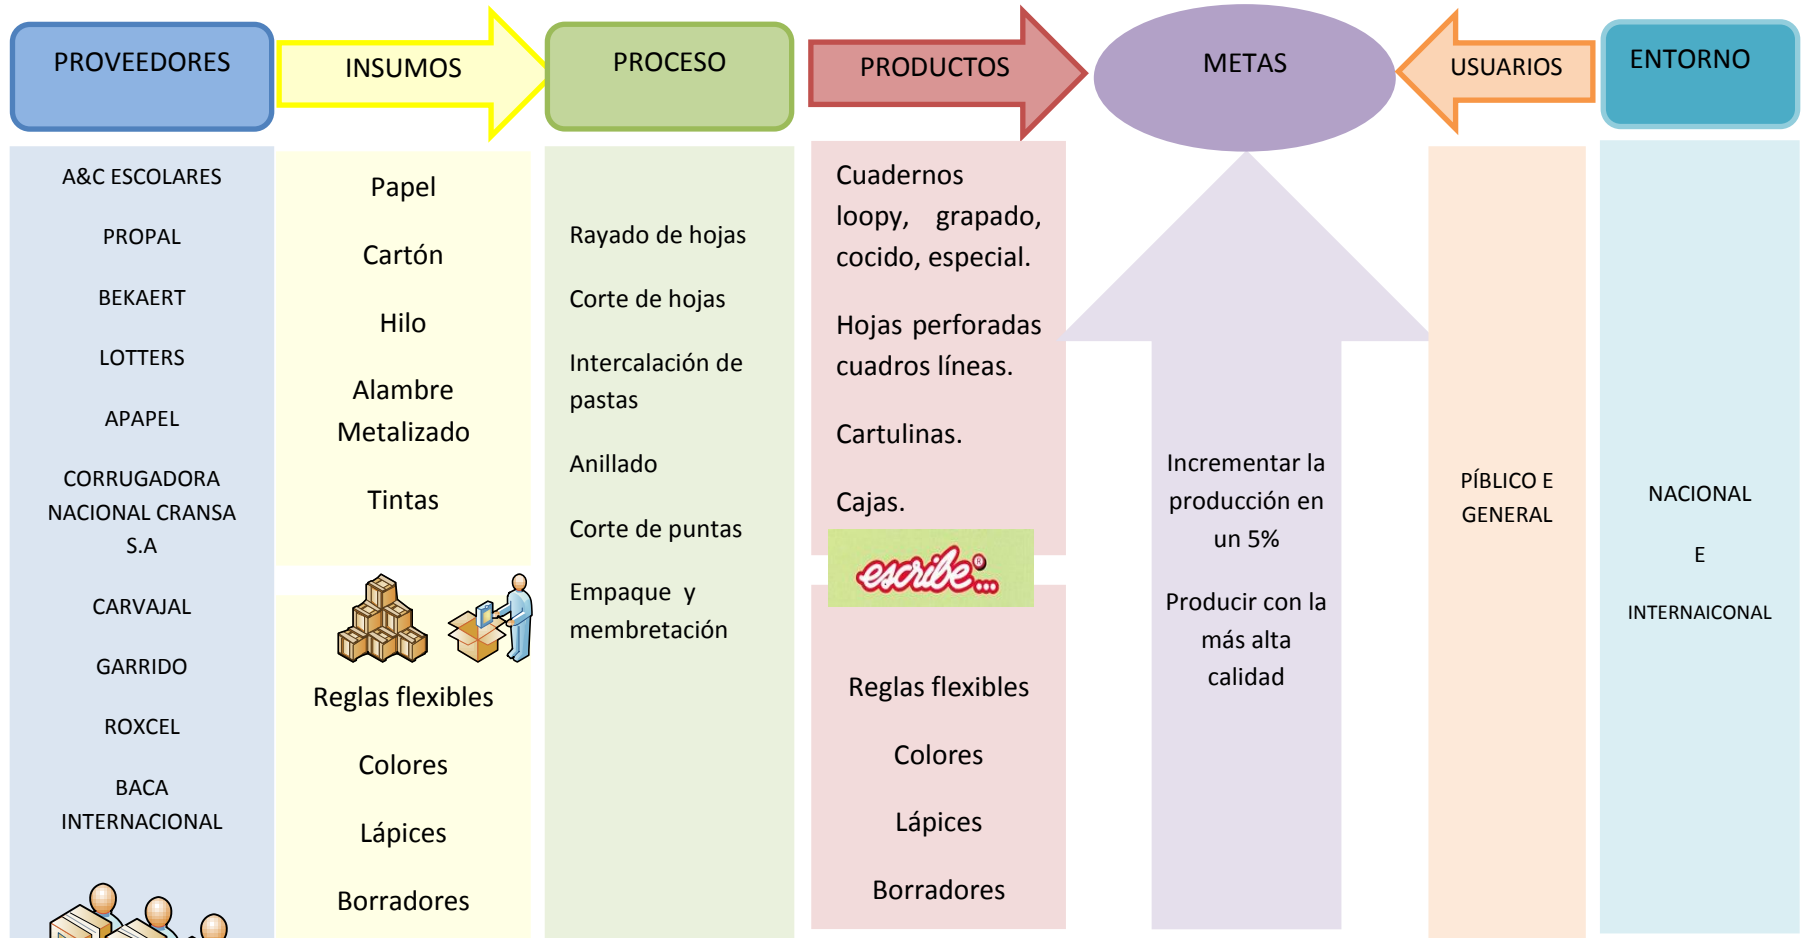 PROVEEDORES
INSUMOS
PROCESO
PRODUCTOS
METAS
USUARIOS
ENTORNO
A&C ESCOLARES
PROPAL
BEKAERT
LOTTERS
APAPEL
CORRUGADORA
NACIONAL CRANSA
S.A
CARVAJAL
GARRIDO
ROXCEL
BACA
INTERNACIONAL
Papel
Cartón
Hilo
Alambre
Metalizado
Tintas
Reglas flexibles
Colores
Lápices
Borradores
Rayado de hojas
Corte de hojas
Intercalación de
pastas
Anillado
Corte de puntas
Empaque y
membretación
Cuadernos
loopy, grapado,
cocido, especial.
Hojas perforadas
cuadros líneas.
Cartulinas.
Cajas.
escribe...®
Reglas flexibles
Colores
Lápices
Borradores
Incrementar la
producción en
un 5%
Producir con la
más alta
calidad
PÍBLICO E
GENERAL
NACIONAL
E
INTERNAICONAL